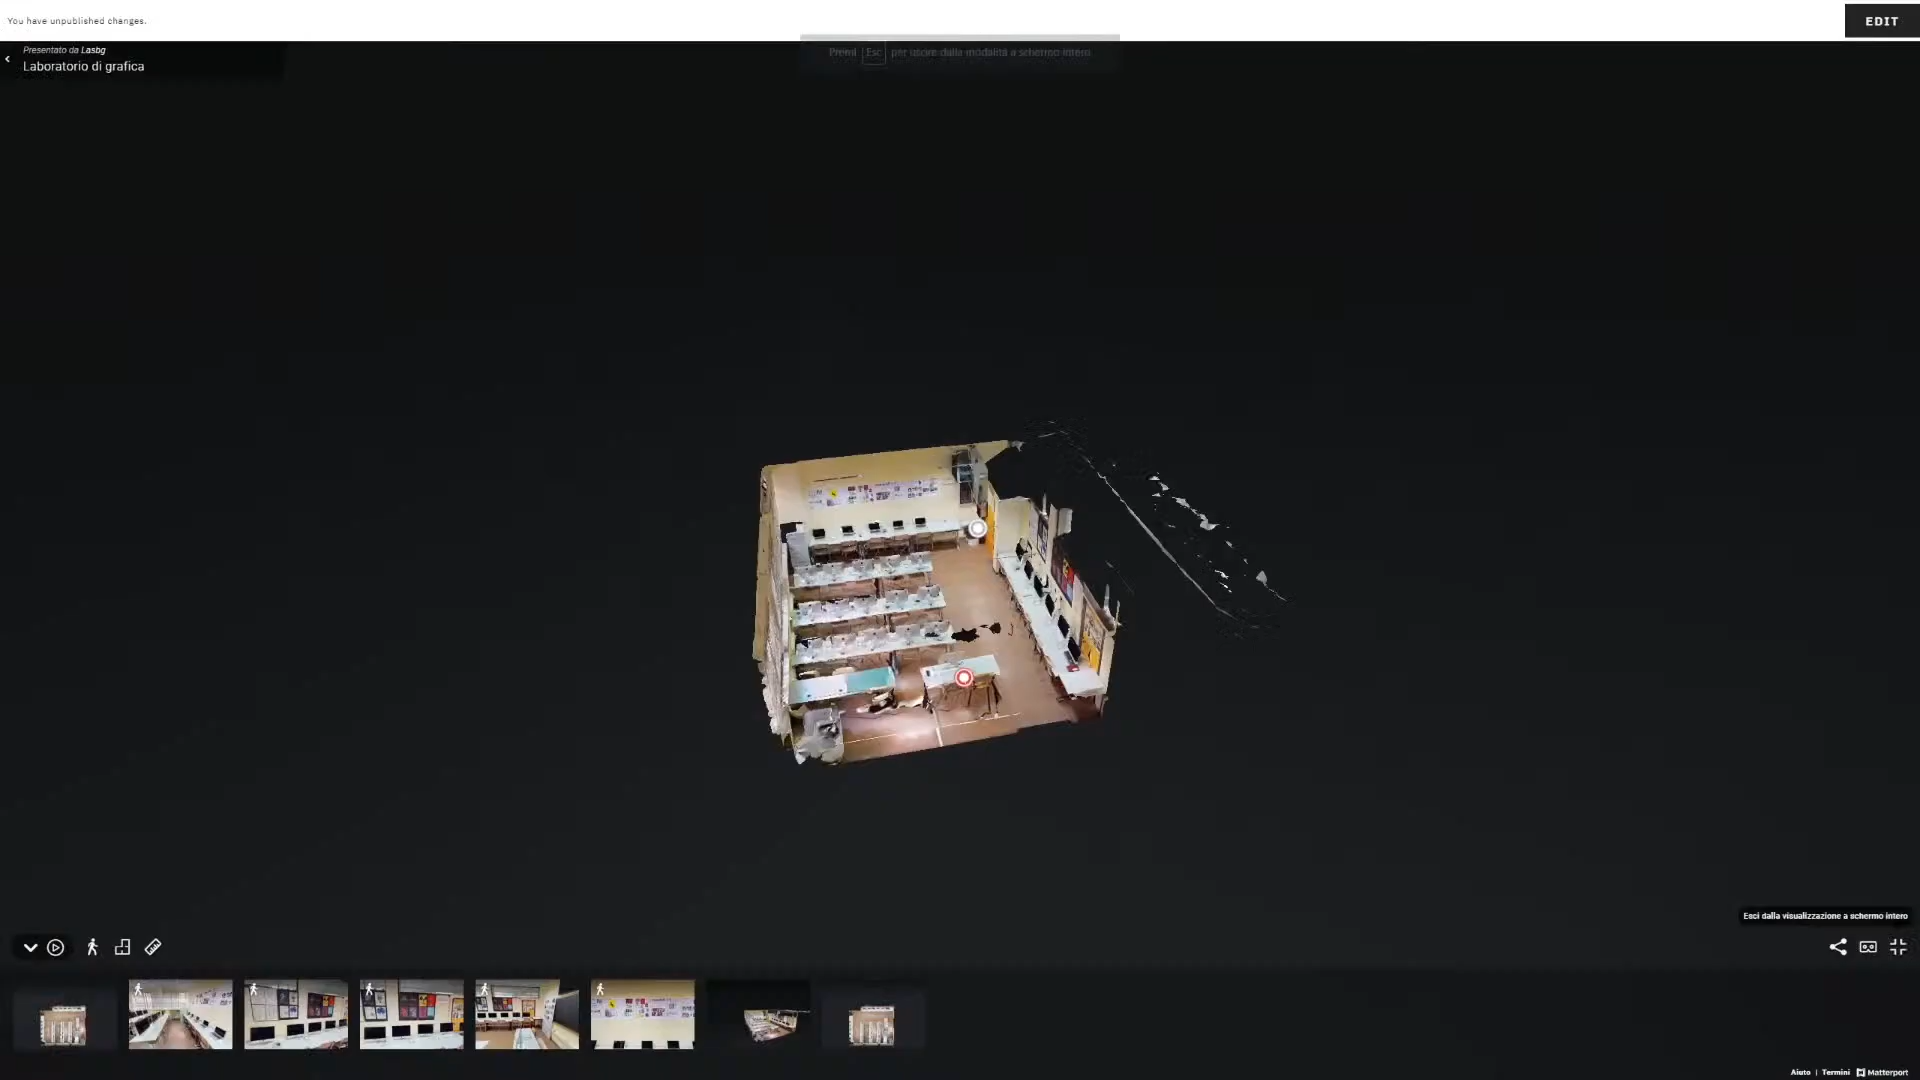 You have unpublished changes.
EDIT
Presentato da Lasbg
Laboratorio di grafica
Premi Esc per uscire dalla modalità a schermo intero
Esci dalla visualizzazione a schermo intero
Aiuto | Termini Matterport